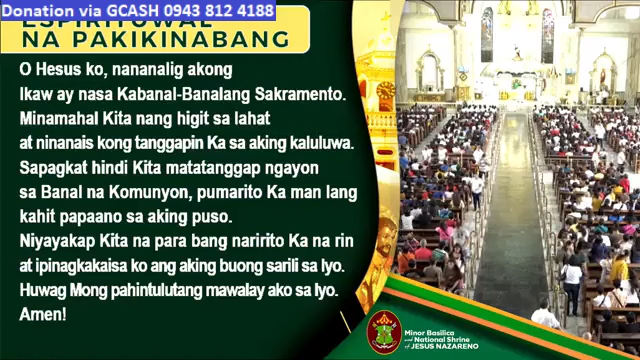 Donation via GCASH 0943 812 4188
ESPIRITUWAL
NA PAKIKINABANG
O Hesus ko, nananalig akong
Ikaw ay nasa Kabanal-Banalang Sakramento.
Minamahal Kita nang higit sa lahat
at ninanais kong tanggapin Ka sa aking kaluluwa.
Sapagkat hindi Kita matatanggap ngayon
sa Banal na Komunyon, pumarito Ka man lang
kahit papaano sa aking puso.
Niyayakap Kita na para bang naririto Ka na rin
at ipinagkakaisa ko ang aking buong sarili sa Iyo.
Huwag Mong pahintulutang mawalay ako sa Iyo.
Amen!
Minor Basilica
and National Shrine
of JESUS NAZARENO